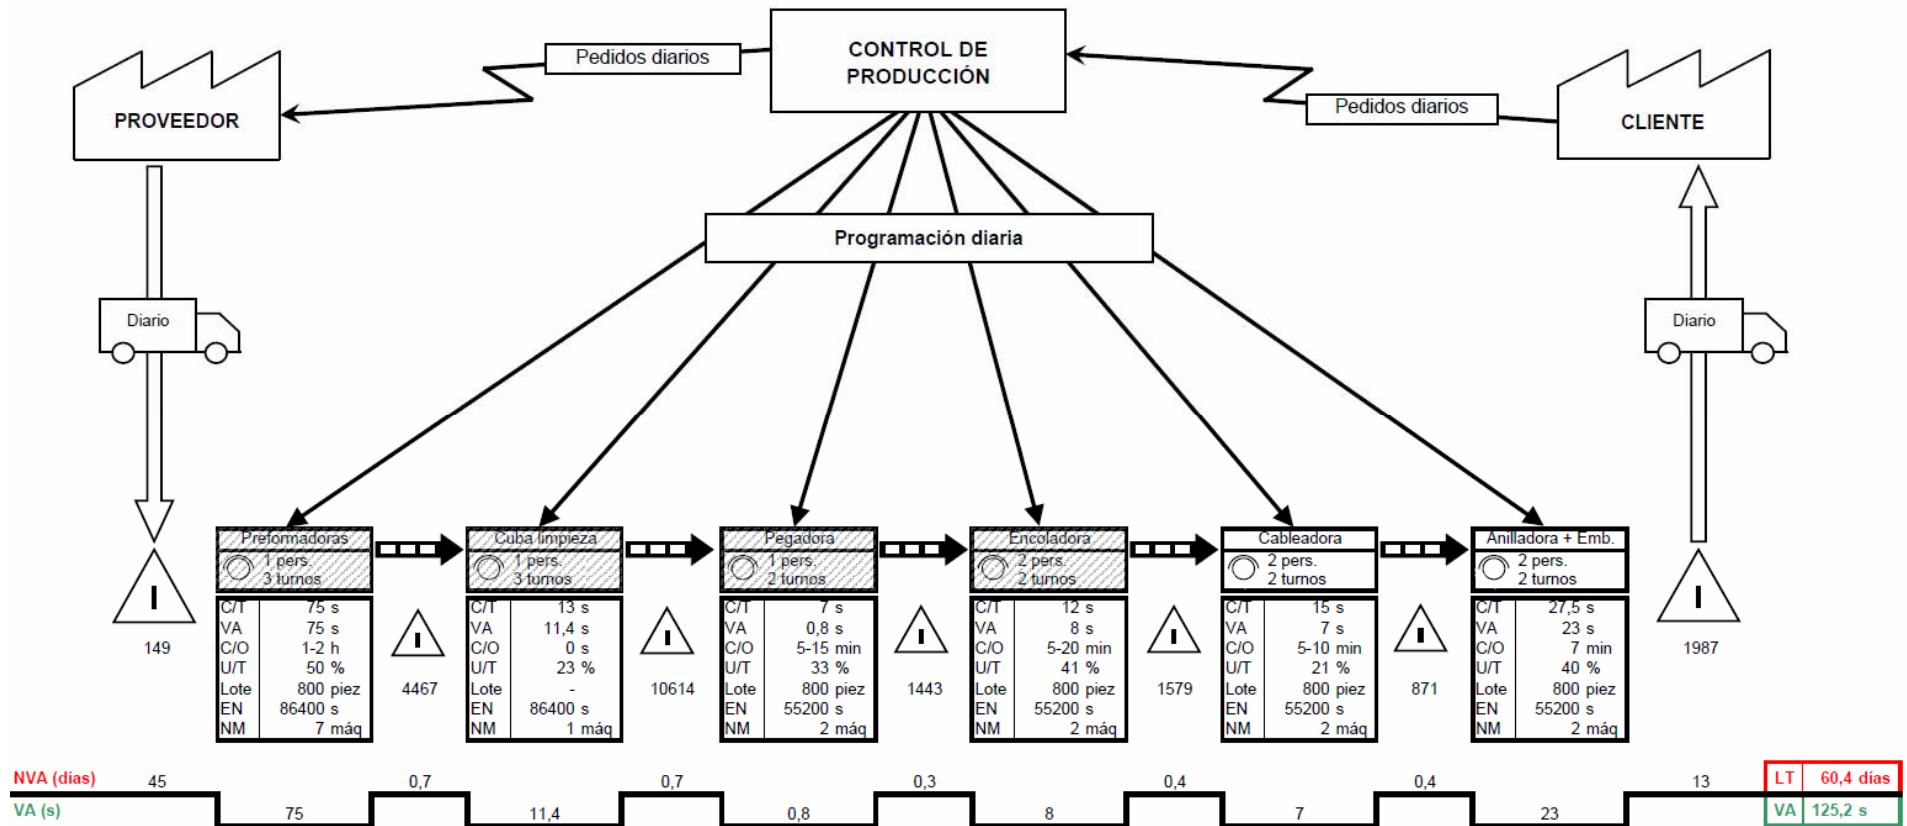 Pedidos diarios
CONTROL DE
PRODUCCIÓN
Pedidos diarios
PROVEEDOR
CLIENTE
Programación diaria
Diario
Diario
Preformadoras
1 pers.
3 turnos
C/T 75 s
VA 75 s
C/O 1-2 h
U/T 50 %
Lote 800 piez
EN 86400 s
NM 7 máq
Cuba limpieza
1 pers.
3 turnos
C/T 13 s
VA 11,4 s
C/O 0 s
U/T 23 %
Lote -
EN 86400 s
NM 1 máq
Pegadora
1 pers.
2 turnos
C/T 7 s
VA 0,8 s
C/O 5-15 min
U/T 33 %
Lote 800 piez
EN 55200 s
NM 2 máq
Encoladora
2 pers.
2 turnos
C/T 12 s
VA 8 s
C/O 5-20 min
U/T 41 %
Lote 800 piez
EN 55200 s
NM 2 máq
Cableadora
2 pers.
2 turnos
C/T 15 s
VA 7 s
C/O 5-10 min
U/T 21 %
Lote 800 piez
EN 55200 s
NM 2 máq
Anilladora + Emb.
2 pers.
2 turnos
C/T 27,5 s
VA 23 s
C/O 7 min
U/T 40 %
Lote 800 piez
EN 55200 s
NM 2 máq
I
149
I
4467
I
10614
I
1443
I
1579
I
871
I
1987
NVA (días) 45 0,7 0,7 0,3 0,4 0,4 13 LT 60,4 días
VA (s) 75 11,4 0,8 8 7 23 VA 125,2 s